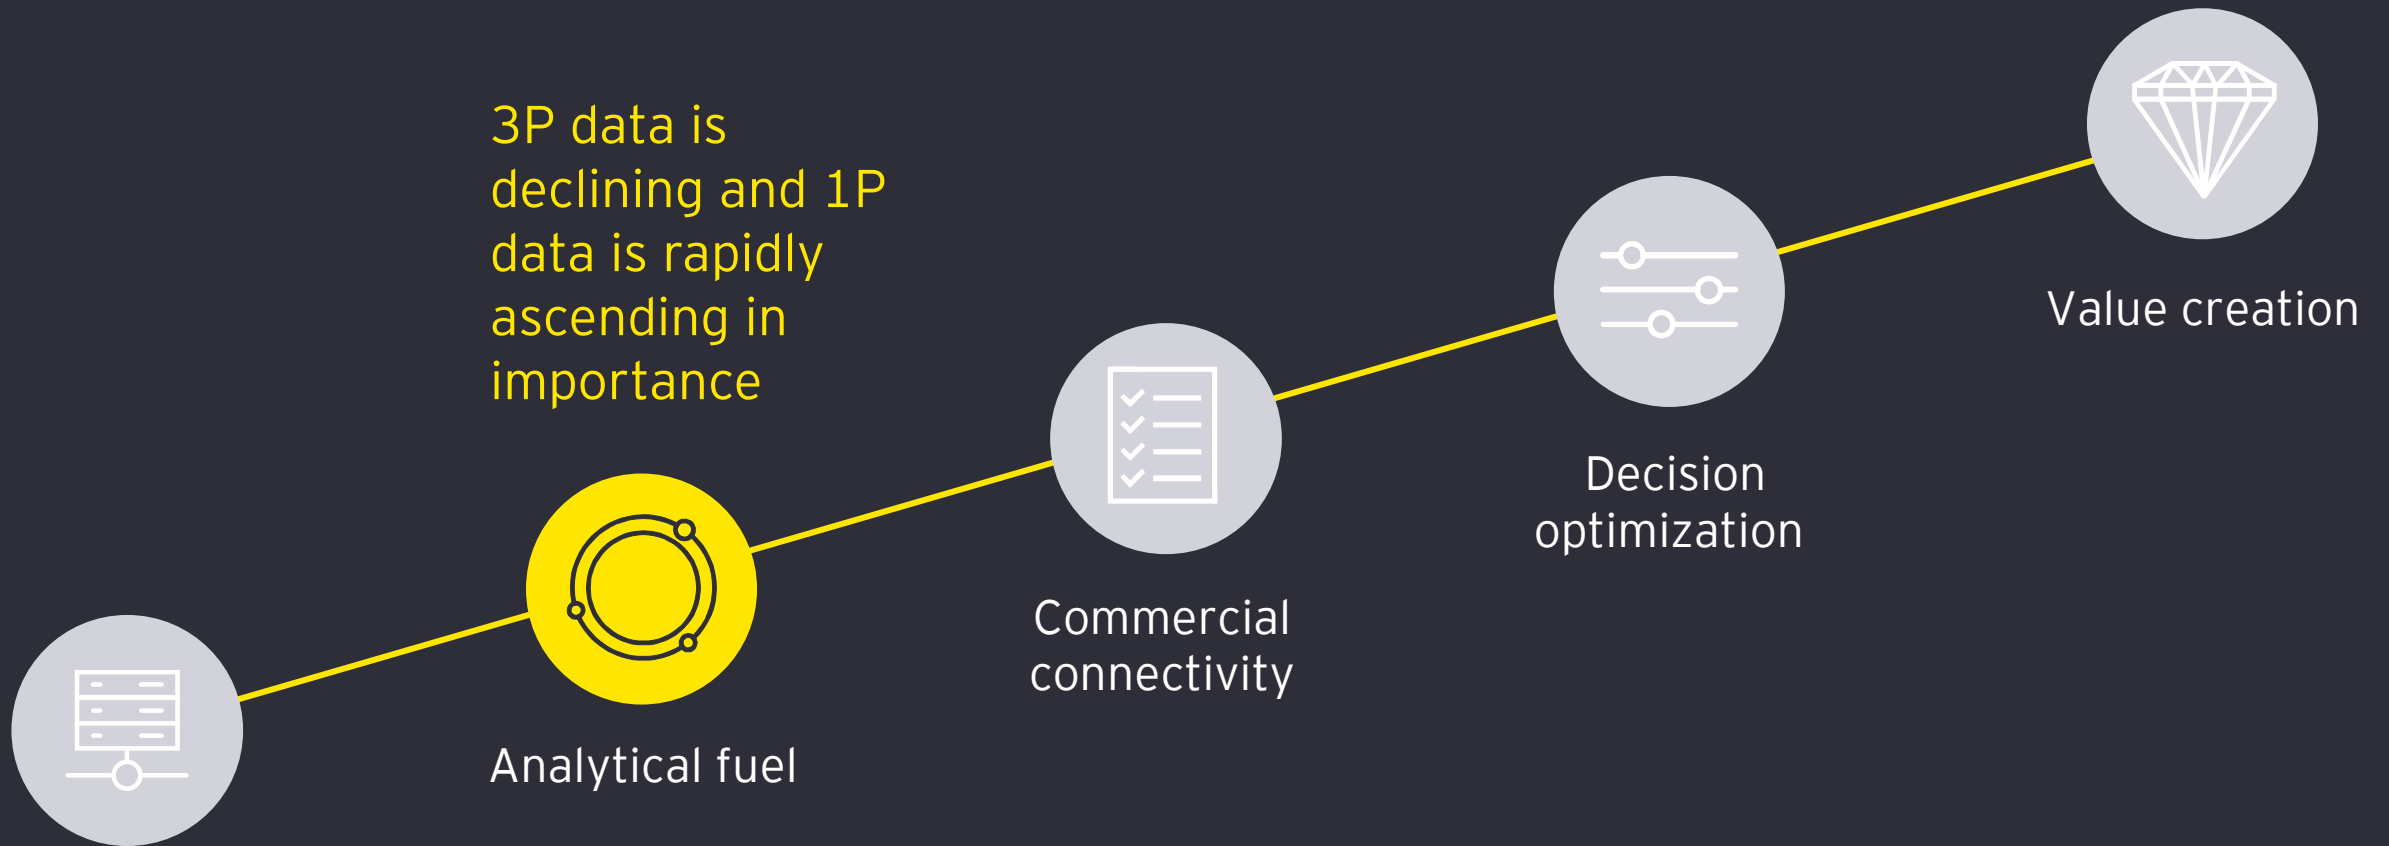 3P data is
declining and 1P
data is rapidly
ascending in
importance
Analytical fuel
Commercial
connectivity
Decision
optimization
Value creation